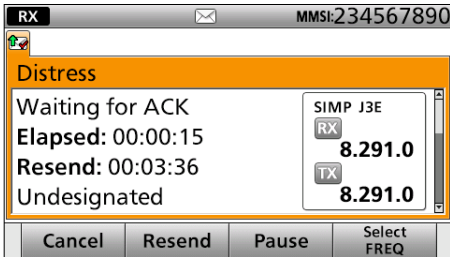 RX MMSI:234567890
Distress
Waiting for ACK
Elapsed: 00:00:15
Resend: 00:03:36
Undesignated
SIMP J3E
RX
8.291.0
TX
8.291.0
Cancel Resend Pause Select FREQ